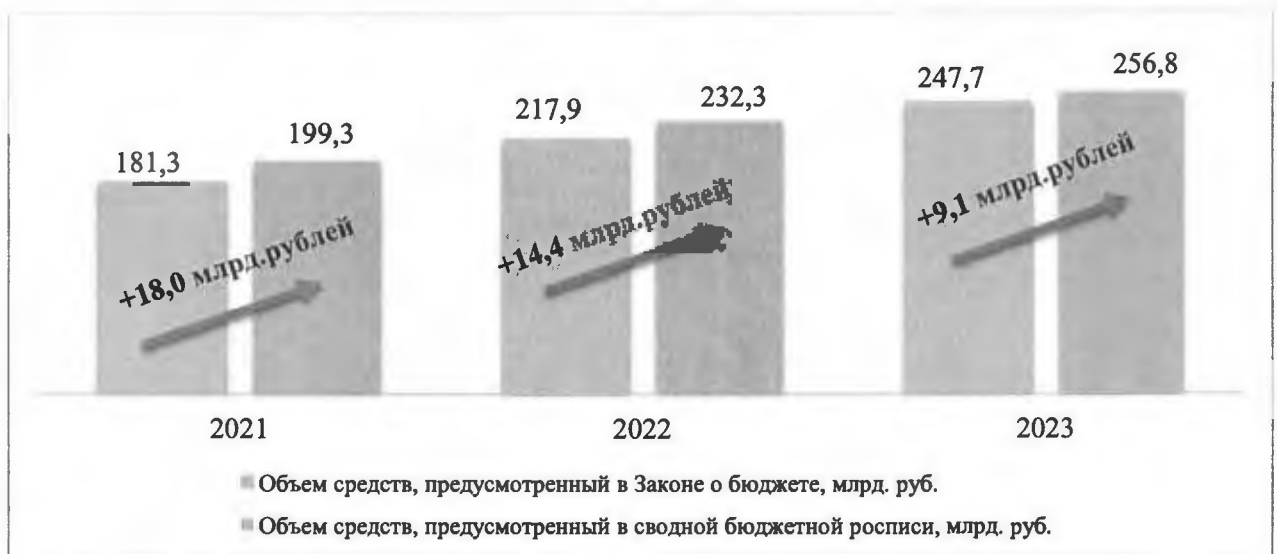 181,3
199,3
+18,0 млрд.рублей
217,9
232,3
+14,4 млрд.рублей
247,7
256,8
+9,1 млрд.рублей
2021
2022
2023
Объем средств, предусмотренный в Законе о бюджете, млрд. руб.
Объем средств, предусмотренный в сводной бюджетной росписи, млрд. руб.